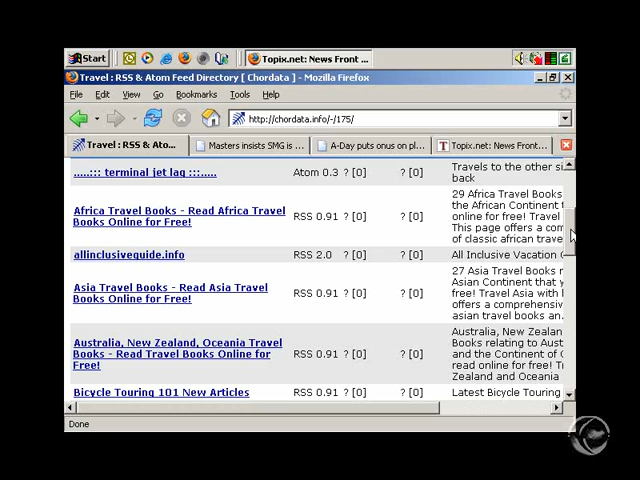 Start
Topix.net: News Front ...
Travel : RSS & Atom Feed Directory [ Chordata ] - Mozilla Firefox
File Edit View Go Bookmarks Tools Help
http://chordata.info/-/175/
Travel : RSS & Ato... Masters insists SMG is ... A-Day puts onus on pl... Topix.net: News Front...
.....::: terminal jet lag :::..... Atom 0.3 ? [0] ? [0] Travels to the other si
back
Africa Travel Books - Read Africa Travel
Books Online for Free! RSS 0.91 ? [0] ? [0] 29 Africa Travel Books
the African Continent t
online for free! Travel
This page offers a com
of classic african trave
allinclusiveguide.info RSS 2.0 ? [0] ? [0] All Inclusive Vacation
Asia Travel Books - Read Asia Travel
Books Online for Free! RSS 0.91 ? [0] ? [0] 27 Asia Travel Books r
Asian Continent that y
free! Travel Asia with l
offers a comprehensiv
asian travel books an..
Australia, New Zealand, Oceania Travel
Books - Read Travel Books Online for
Free! RSS 0.91 ? [0] ? [0] Australia, New Zealan
Books relating to Aust
and the Continent of
read online for free! T
Zealand and Oceania
Bicycle Touring 101 New Articles RSS 0.91 ? [0] ? [0] Latest Bicycle Touring
Done